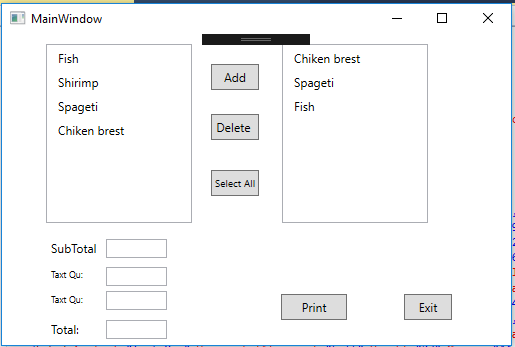 MainWindow
Fish
Shirimp
Spageti
Chiken brest
Add
Delete
Select All
Chiken brest
Spageti
Fish
SubTotal
Taxt Qu:
Taxt Qu:
Total:
Print
Exit